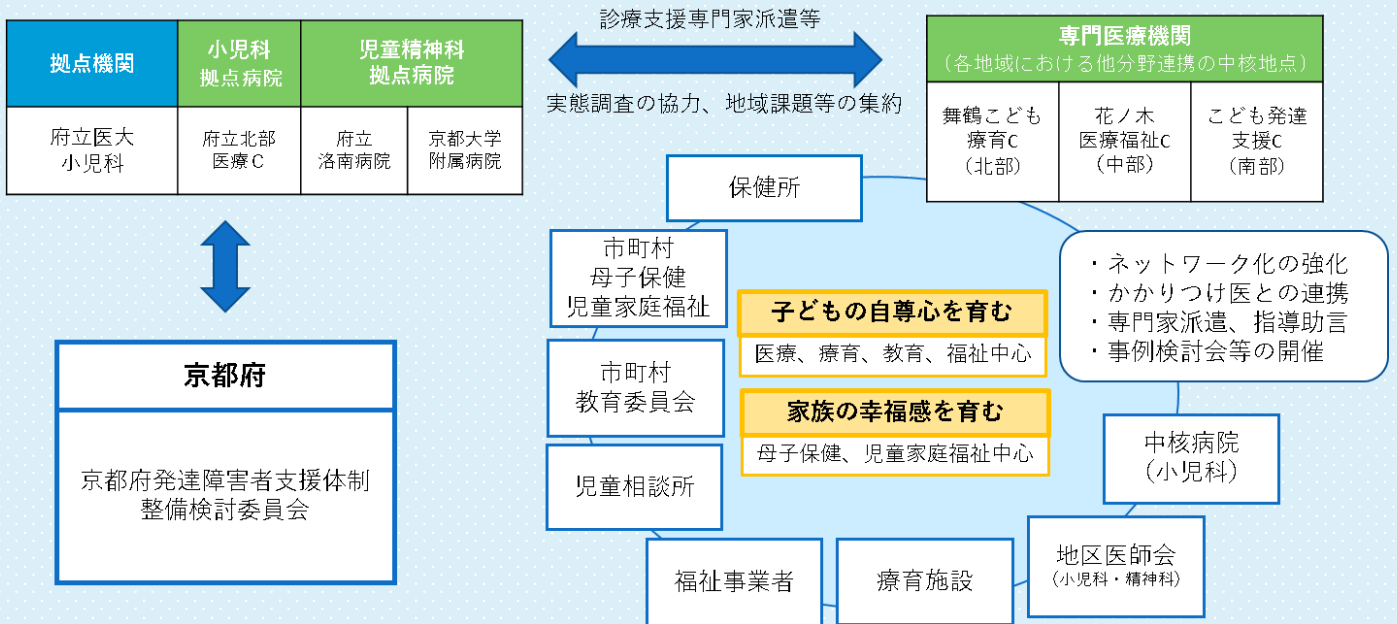 診療支援専門家派遣等
拠点機関
小児科
拠点病院
児童精神科
拠点病院
府立医大
小児科
府立北部
医療C
府立
洛南病院
京都大学
附属病院
実態調査の協力、地域課題等の集約
専門医療機関
(各地域における他分野連携の中核地点)
舞鶴こども
療育C
(北部)
花ノ木
医療福祉C
(中部)
こども発達
支援C
(南部)
京都府
京都府発達障害者支援体制
整備検討委員会
保健所
市町村
母子保健
児童家庭福祉
市町村
教育委員会
児童相談所
福祉事業者
療育施設
地区医師会
(小児科・精神科)
中核病院
(小児科)
・ネットワーク化の強化
・かかりつけ医との連携
・専門家派遣、指導助言
・事例検討会等の開催
子どもの自尊心を育む
医療、療育、教育、福祉中心
家族の幸福感を育む
母子保健、児童家庭福祉中心